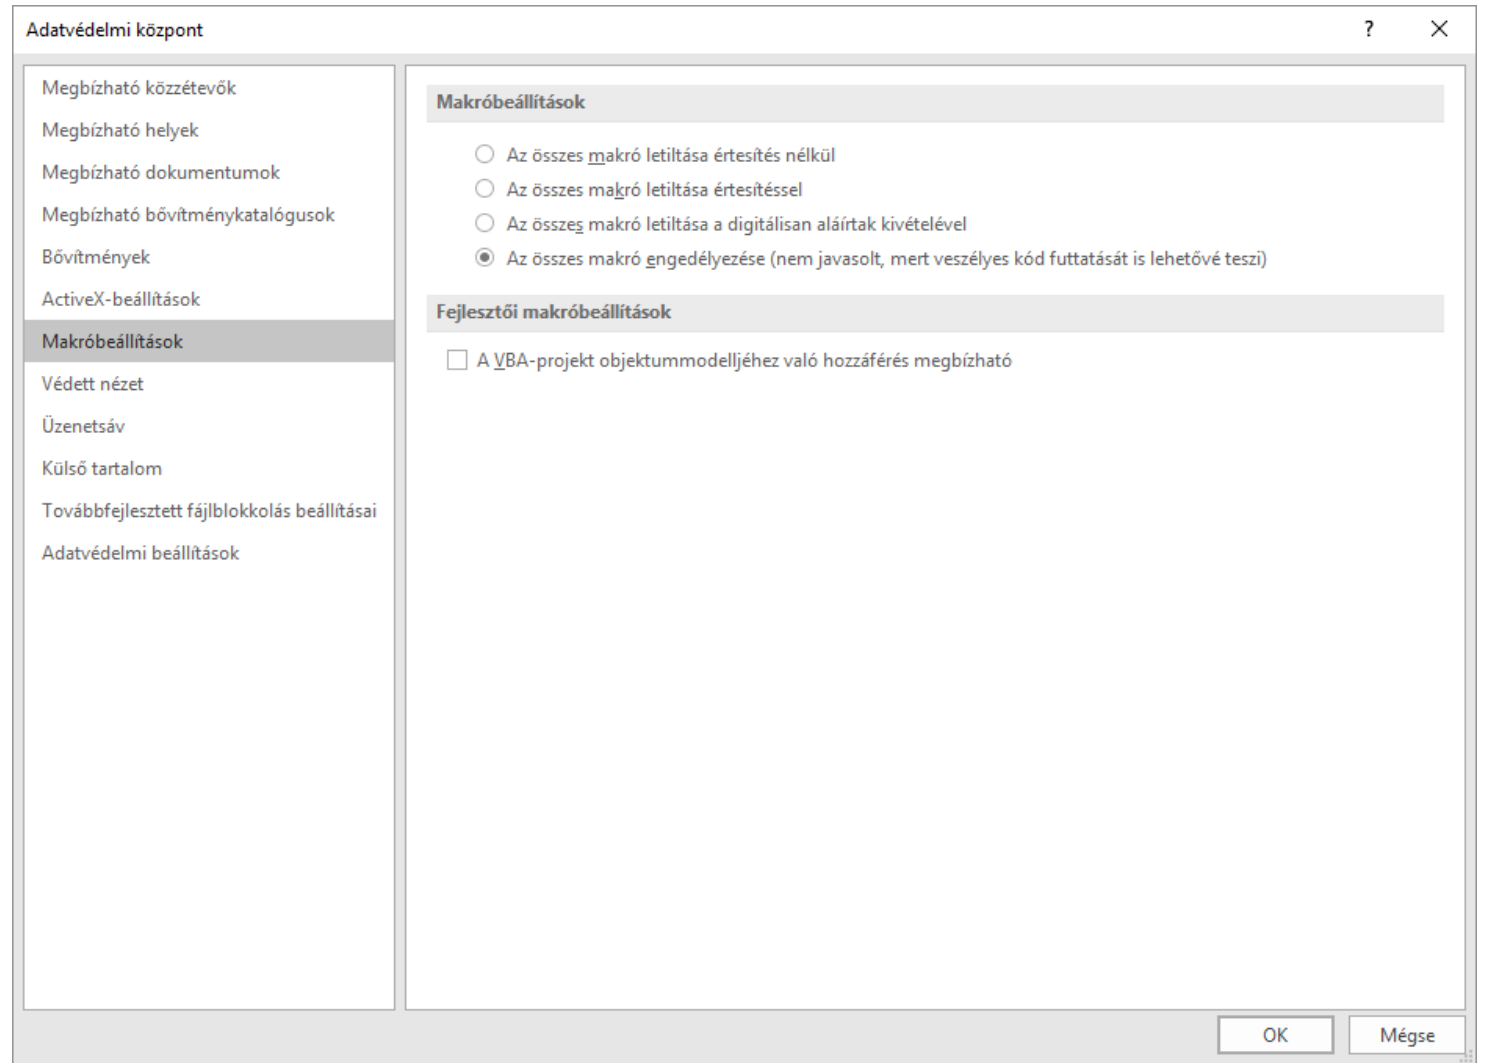 Adatvédelmi központ
?
Megbízható közzétevők
Megbízható helyek
Megbízható dokumentumok
Megbízható bővítménykatalógusok
Bővítmények
ActiveX-beállítások
Makróbeállítások
Védett nézet
Üzenetsáv
Külső tartalom
Továbbfejlesztett fájlblokkolás beállításai
Adatvédelmi beállítások
Makróbeállítások
Az összes makró letiltása értesítés nélkül
Az összes makró letiltása értesítéssel
Az összes makró letiltása a digitálisan aláírtak kivételével
Az összes makró engedélyezése (nem javasolt, mert veszélyes kód futtatását is lehetővé teszi)
Fejlesztői makróbeállítások
A VBA-projekt objektummodelljéhez való hozzáférés megbízható
OK
Mégse